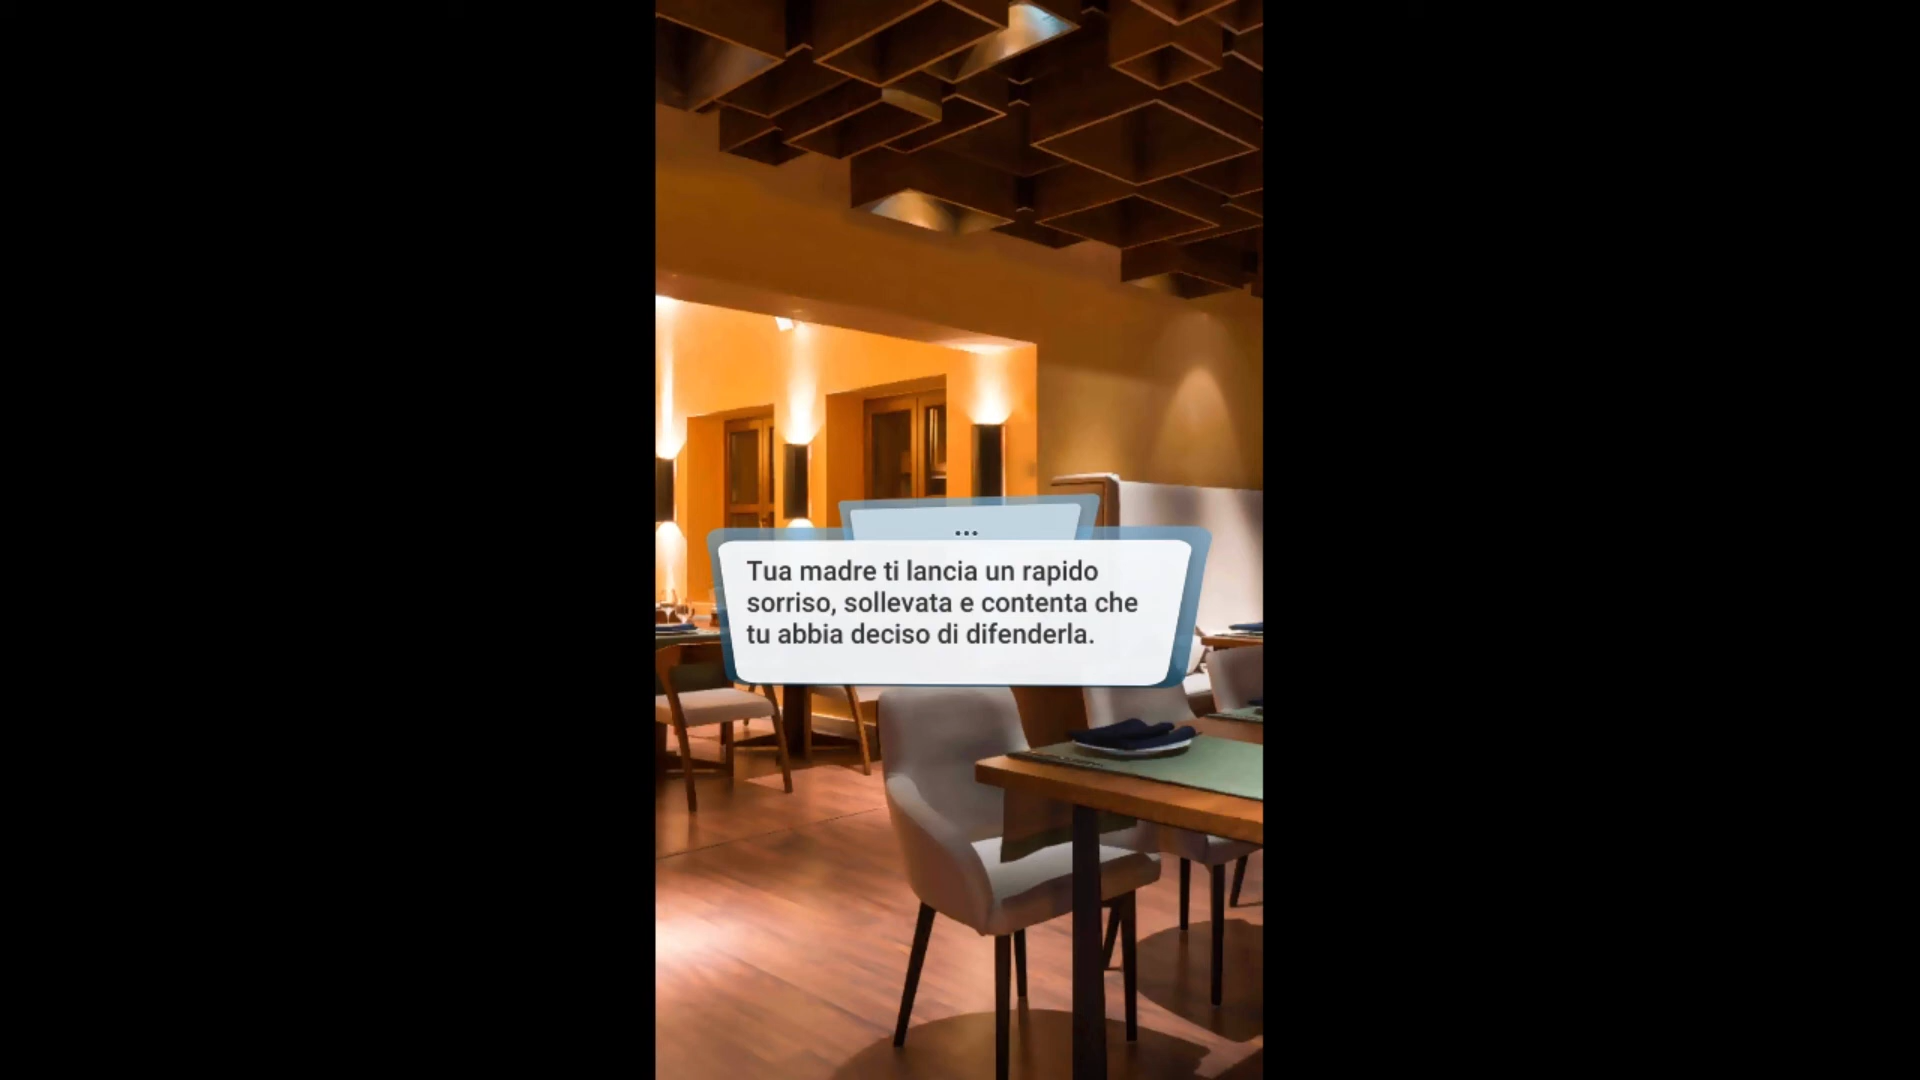 ...
Tua madre ti lancia un rapido
sorriso, sollevata e contenta che
tu abbia deciso di difenderla.